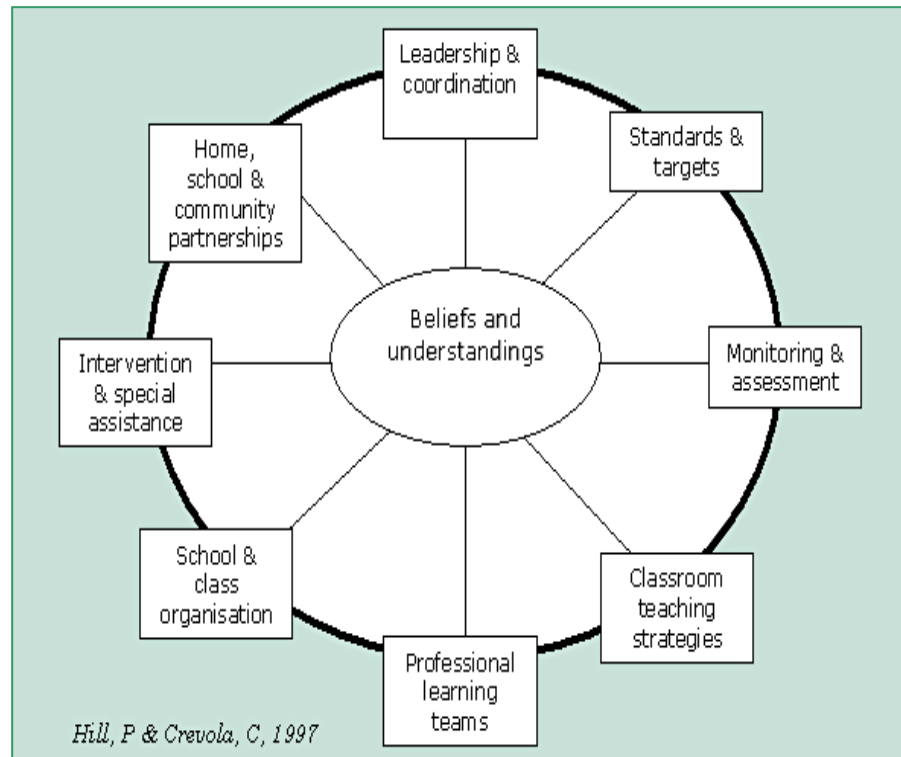 Leadership &
coordination
Standards &
targets
Home,
school &
community
partnerships
Beliefs and
understandings
Monitoring &
assessment
Intervention
& special
assistance
School &
class
organisation
Classroom
teaching
strategies
Professional
learning
teams
Hill, P & Crevola, C, 1997